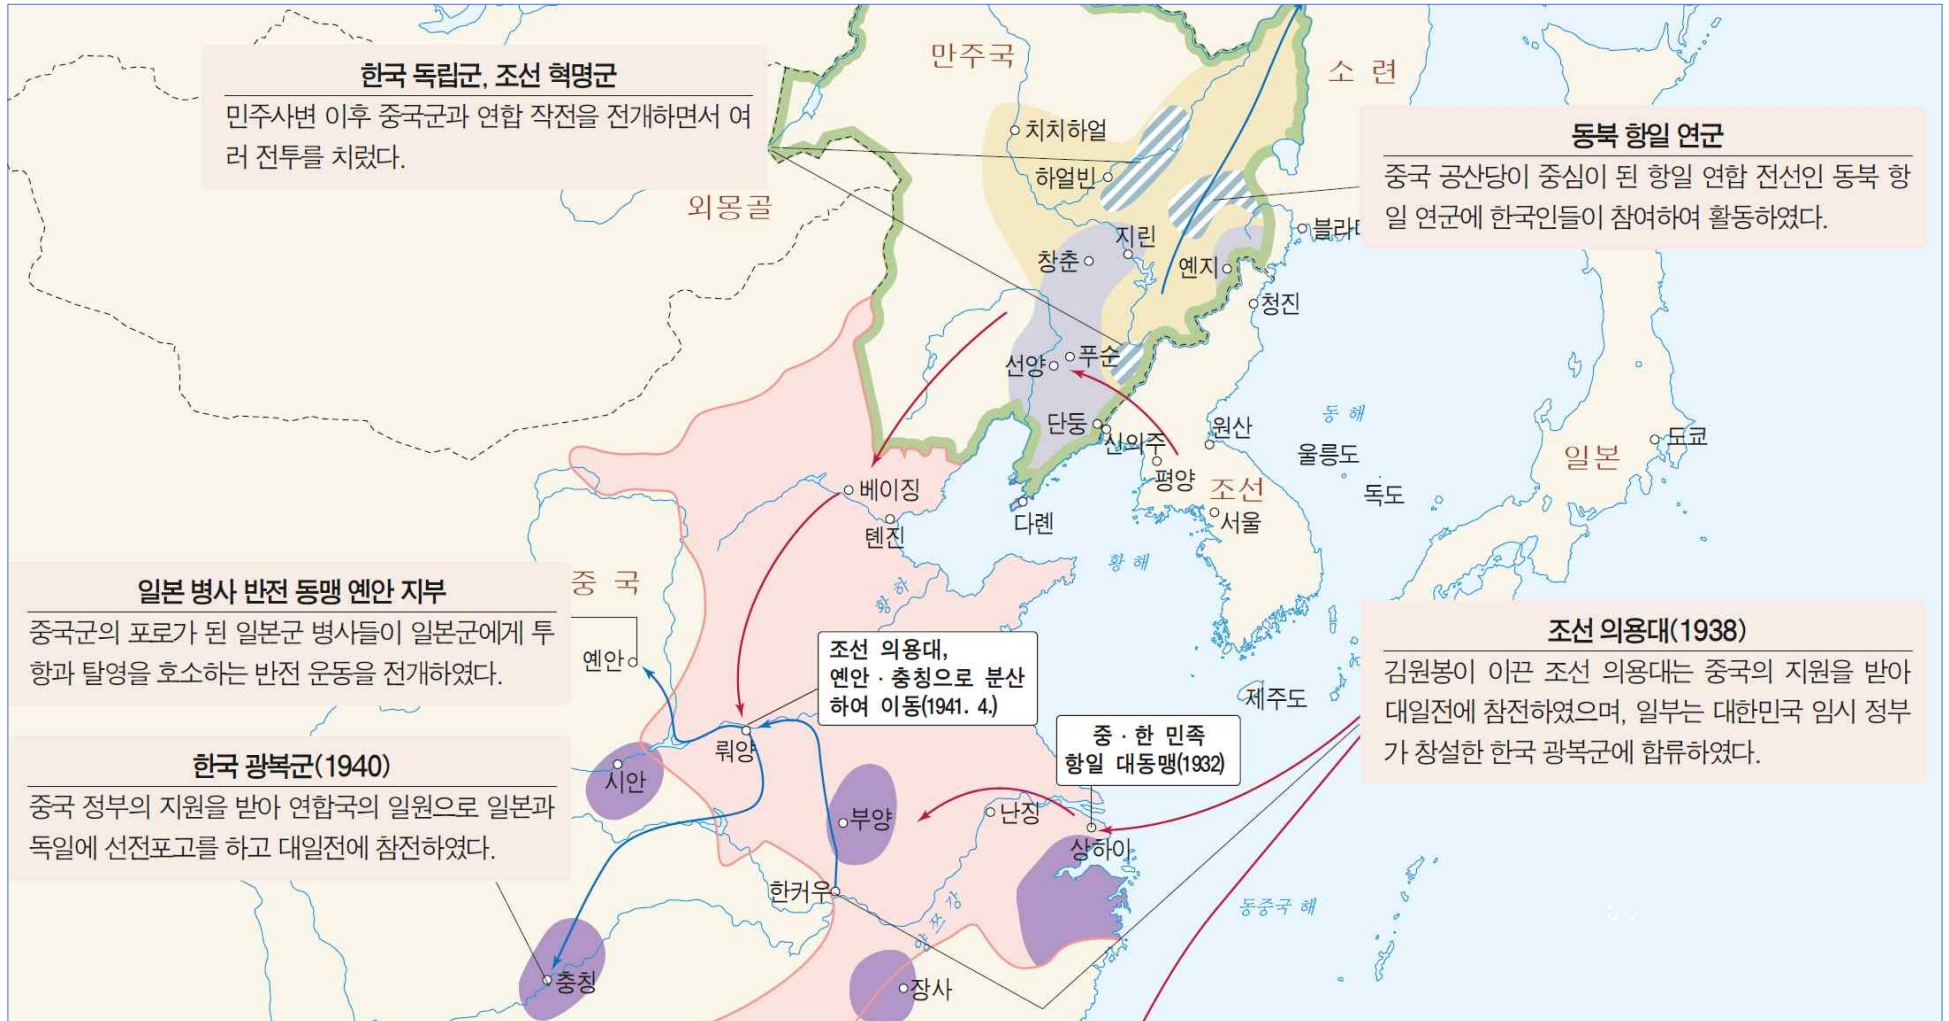 만주국
소 련
한국 독립군, 조선 혁명군
민주사변 이후 중국군과 연합 작전을 전개하면서 여
러 전투를 치렀다.
치치하얼
하얼빈
동북 항일 연군
중국 공산당이 중심이 된 항일 연합 전선인 동북 항
일 연군에 한국인들이 참여하여 활동하였다.
외몽골
지린
창춘
옌지
블라디
청진
선양
푸순
단둥
신의주
원산
평양
조선
서울
동 해
울릉도
독도
일본
도쿄
베이징
톈진
다롄
황 해
황 하
중 국
일본 병사 반전 동맹 옌안 지부
중국군의 포로가 된 일본군 병사들이 일본군에게 투
항과 탈영을 호소하는 반전 운동을 전개하였다.
옌안
조선 의용대,
옌안 · 충칭으로 분산
하여 이동(1941. 4.)
제주도
조선 의용대(1938)
김원봉이 이끈 조선 의용대는 중국의 지원을 받아
대일전에 참전하였으며, 일부는 대한민국 임시 정부
가 창설한 한국 광복군에 합류하였다.
중 · 한 민족
항일 대동맹(1932)
뤄양
시안
한국 광복군(1940)
중국 정부의 지원을 받아 연합국의 일원으로 일본과
독일에 선전포고를 하고 대일전에 참전하였다.
부양
난징
상하이
한커우
양쯔강
동중국 해
충칭
장사